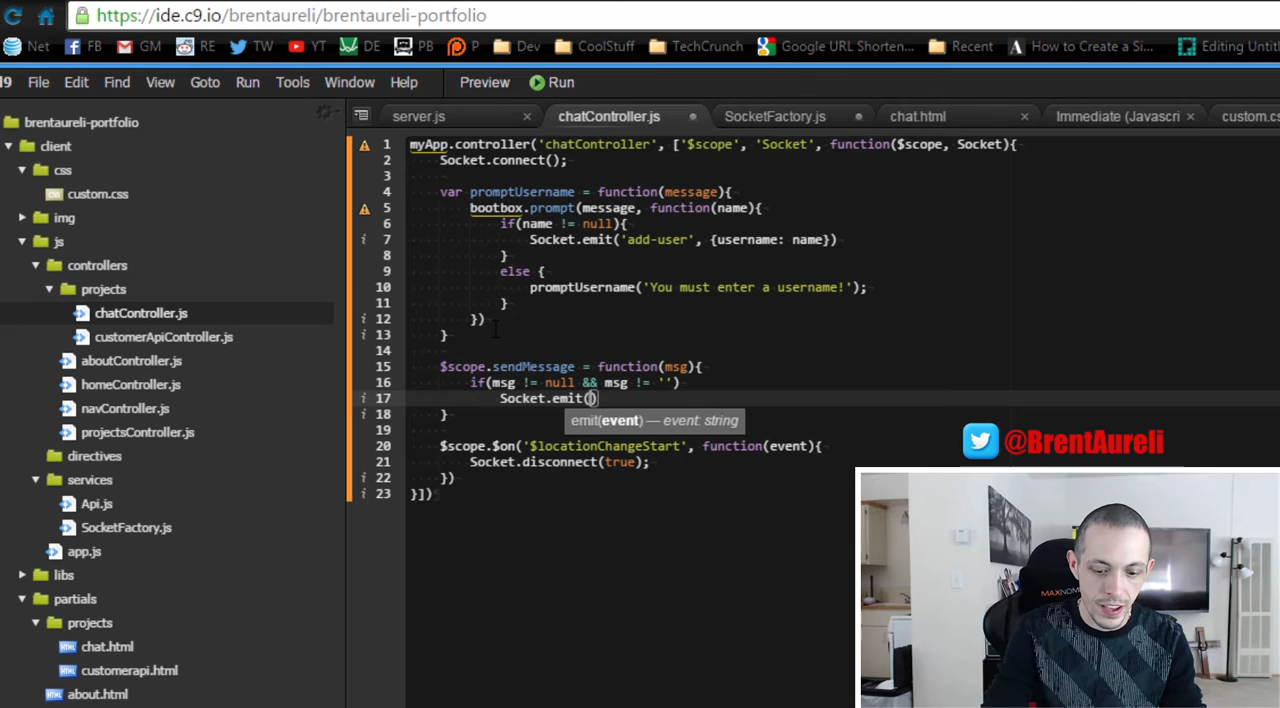 https://ide.c9.io/brentaureli/brentaureli-portfolio
Net FB GM RE TW YT DE PB P Dev CoolStuff TechCrunch Google URL Shorten... Recent How to Create a Si... Editing Untit
I9 File Edit Find View Goto Run Tools Window Help Preview Run
brentaureli-portfolio
client
css
custom.css
img
js
controllers
projects
chatController.js
customerApiController.js
aboutController.js
homeController.js
navController.js
projectsController.js
directives
services
Api.js
SocketFactory.js
app.js
libs
partials
projects
chat.html
customerapi.html
about.html
server.js × chatController.js SocketFactory.js chat.html × Immediate (Javascri × custom.cs
1 myApp.controller('chatController', ['$scope', 'Socket', function($scope, Socket){
2 Socket.connect();
3
4 var promptUsername = function(message){
5 bootbox.prompt(message, function(name){
6 if(name != null){
7 Socket.emit('add-user', {username: name})
8 }
9 else {
10 promptUsername('You must enter a username!');
11 }
12 })
13 }
14
15 $scope.sendMessage = function(msg){
16 if(msg != null && msg != '')
17 Socket.emit()
18 }
emit(event) — event: string
19
20 $scope.$on('$locationChangeStart', function(event){
21 Socket.disconnect(true);
22 })
23 }])
@BrentAureli
MAXNOM